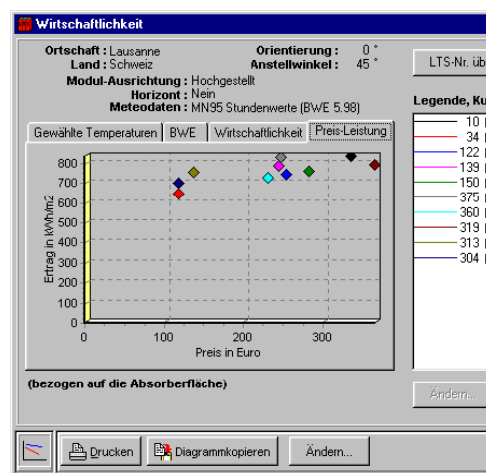 Wirtschaftlichkeit
Ortschaft : Lausanne Orientierung : 0 °
Land : Schweiz Anstellwinkel : 45 °
Modul-Ausrichtung : Hochgestellt
Horizont : Nein
Meteodaten : MN95 Stundenwerte (BWE 5.98)
LTS-Nr. üb
Legende, Ku
Gewählte Temperaturen BWE Wirtschaftlichkeit Preis-Leistung
Ertrag in kWh/m2
800
700
600
500
400
300
200
100
0
0 100 200 300
Preis in Euro
10
34
122
139
150
375
360
319
313
304
(bezogen auf die Absorberfläche)
Ändern...
Drucken Diagrammkopieren Ändern...